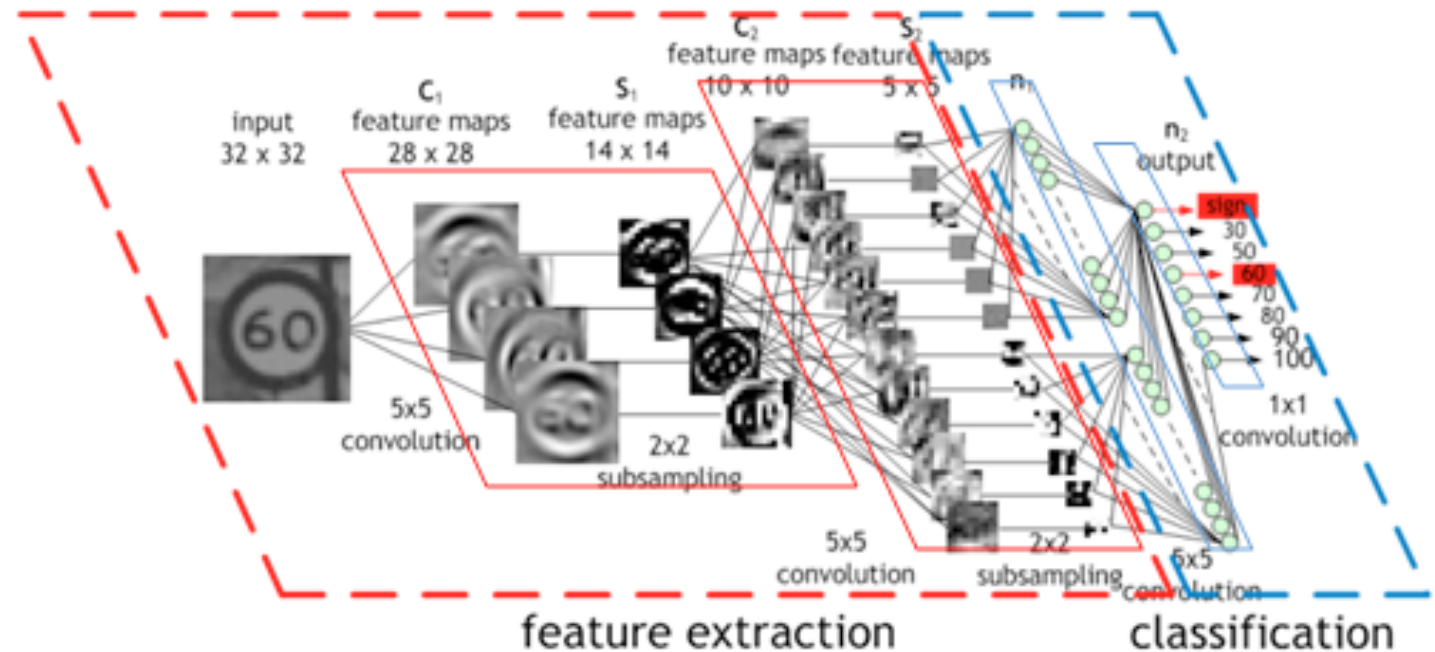 input
32 x 32
C1
feature maps
28 x 28
S1
feature maps
14 x 14
C2
feature maps
10 x 10
S2
feature maps
5 x 5
n1
n2
output
60
sign
30
50
60
70
80
90
100
5x5
convolution
2x2
subsampling
5x5
convolution
2x2
subsampling
5x5
convolution
1x1
convolution
feature extraction
classification